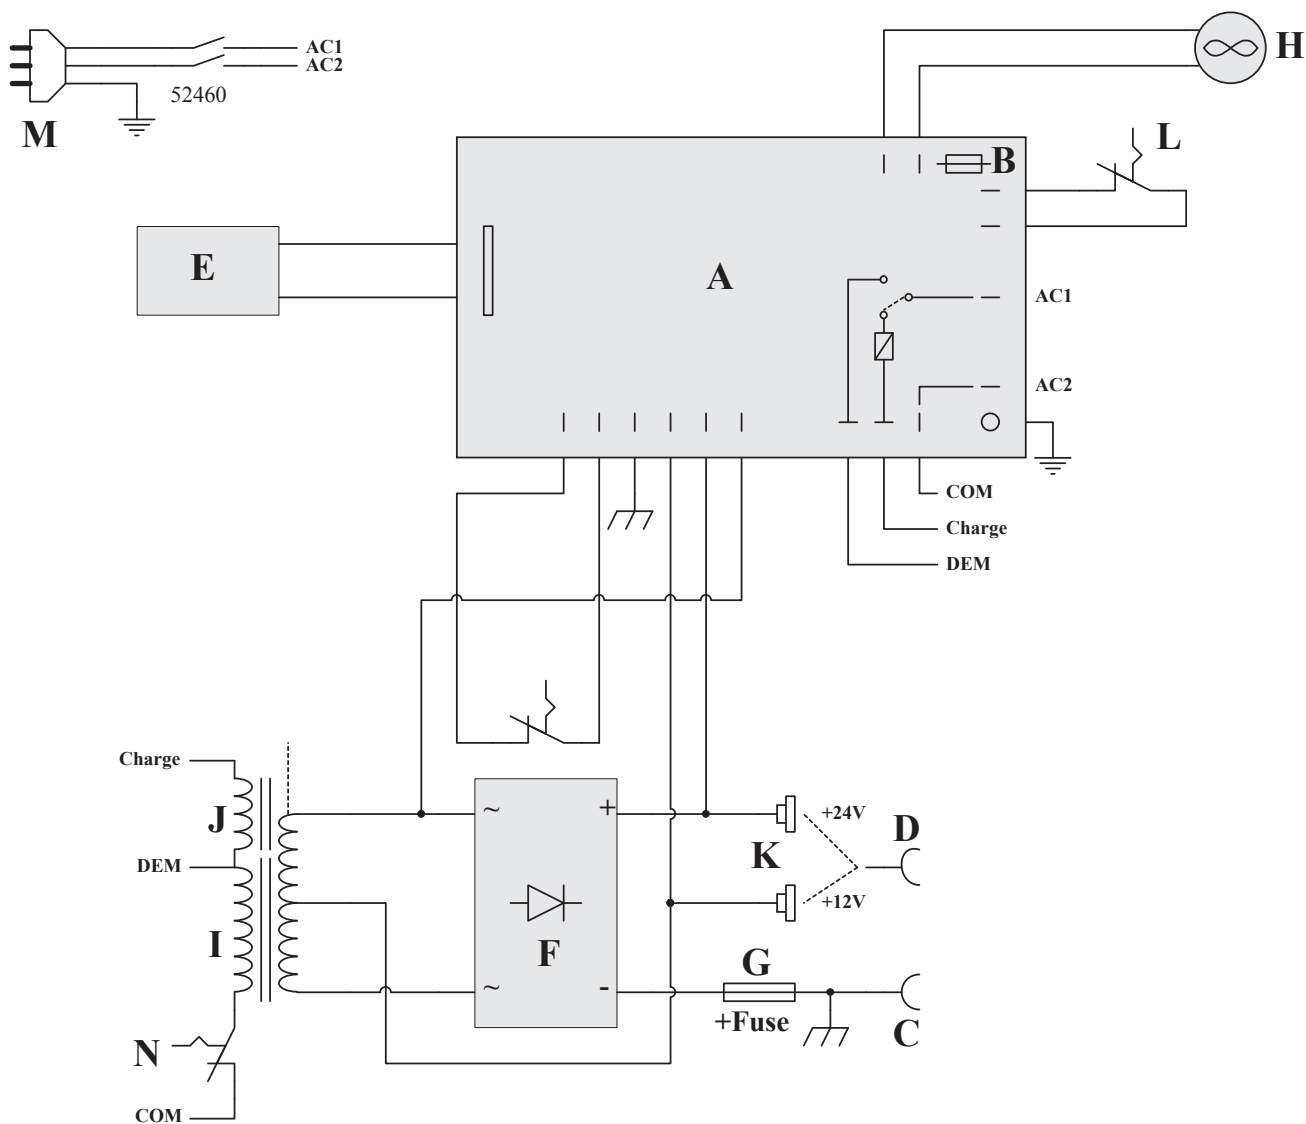 AC1
AC2
52460
M
H
L
B
E
A
AC1
AC2
COM
Charge
DEM
Charge
J
DEM
I
N
COM
~
+
~
-
F
+24V
K
D
+12V
G
+Fuse
C